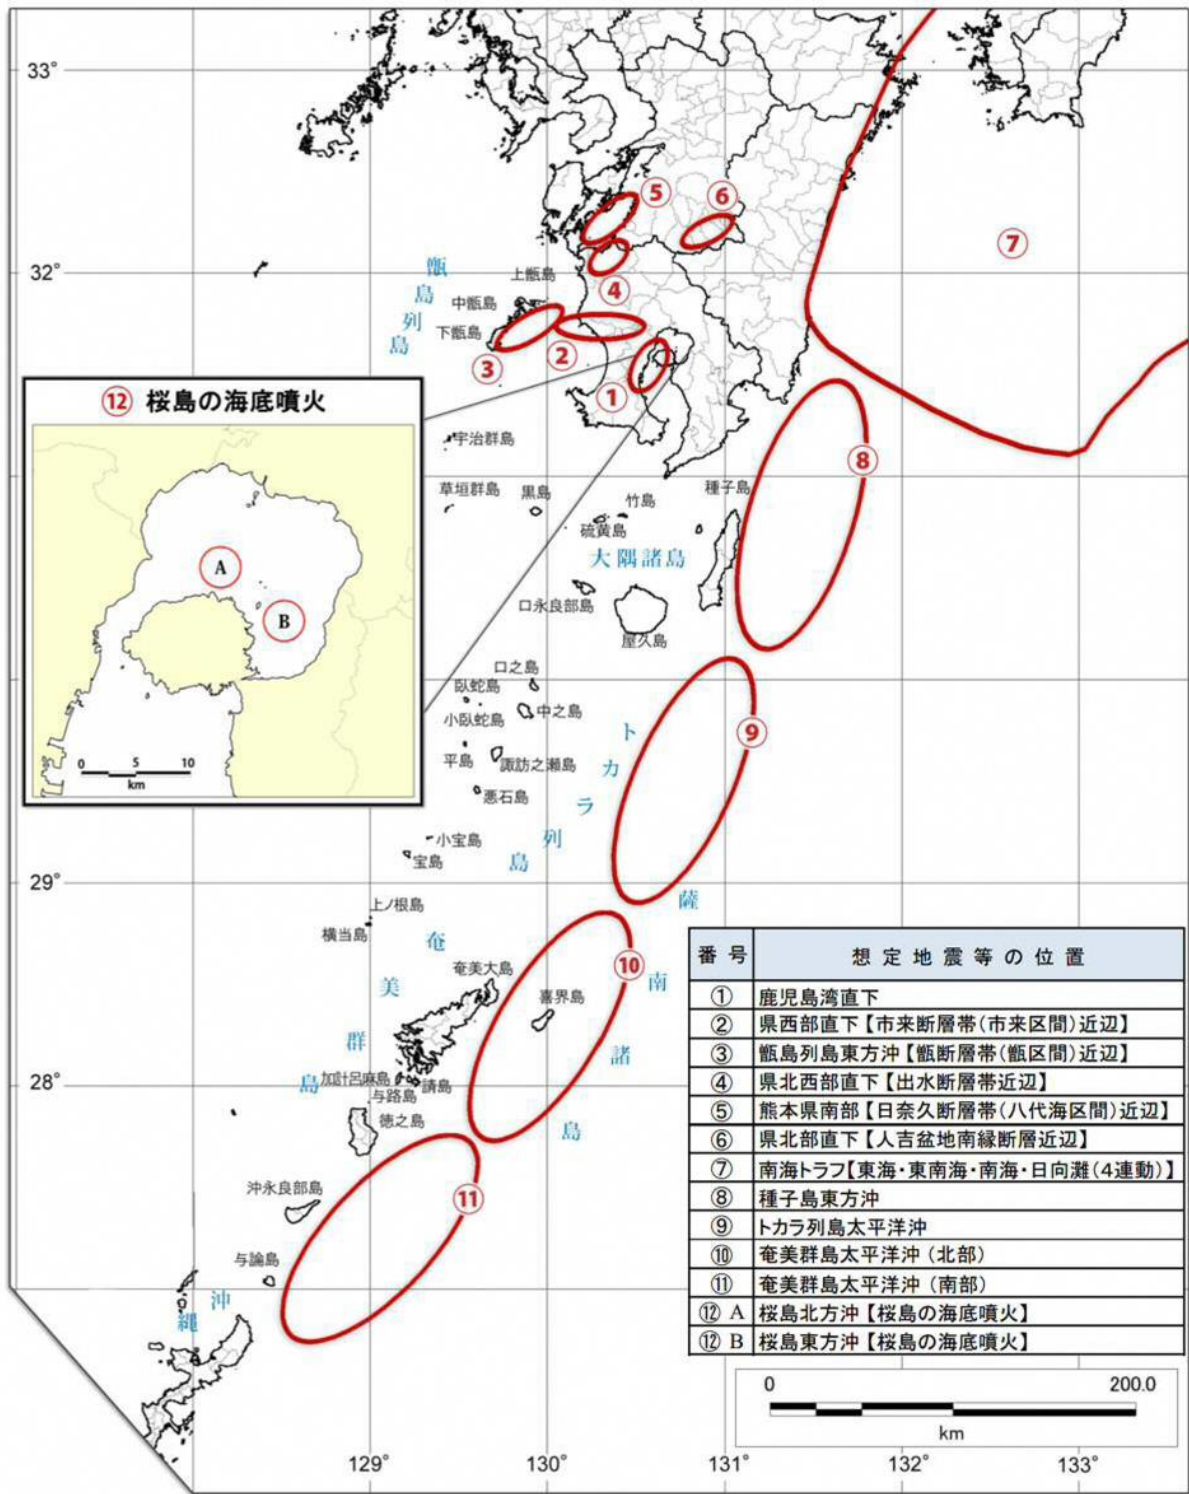 33°
32°
29°
28°
⑤
⑥
⑦
④
甑島列島
上甑島
中甑島
下甑島
③
②
①
⑫ 桜島の海底噴火
A
B
0 5 10
km
宇治群島
草垣群島
黒島
竹島
硫黄島
種子島
⑧
大隅諸島
口永良部島
屋久島
口之島
臥蛇島
中之島
小臥蛇島
平島
諏訪之瀬島
悪石島
小宝島
宝島
トカラ列島
⑨
上ノ根島
横当島
奄美群島
奄美大島
喜界島
⑩
薩南諸島
加計呂麻島
請島
与路島
徳之島
沖永良部島
⑪
与論島
沖縄
番号 想定地震等の位置
① 鹿児島湾直下
② 県西部直下【市来断層帯(市来区間)近辺】
③ 甑島列島東方沖【甑断層帯(甑区間)近辺】
④ 県北西部直下【出水断層帯近辺】
⑤ 熊本県南部【日奈久断層帯(八代海区間)近辺】
⑥ 県北部直下【人吉盆地南縁断層近辺】
⑦ 南海トラフ【東海・東南海・南海・日向灘(4連動)】
⑧ 種子島東方沖
⑨ トカラ列島太平洋沖
⑩ 奄美群島太平洋沖(北部)
⑪ 奄美群島太平洋沖(南部)
⑫ A 桜島北方沖【桜島の海底噴火】
⑫ B 桜島東方沖【桜島の海底噴火】
0 200.0
km
129° 130° 131° 132° 133°